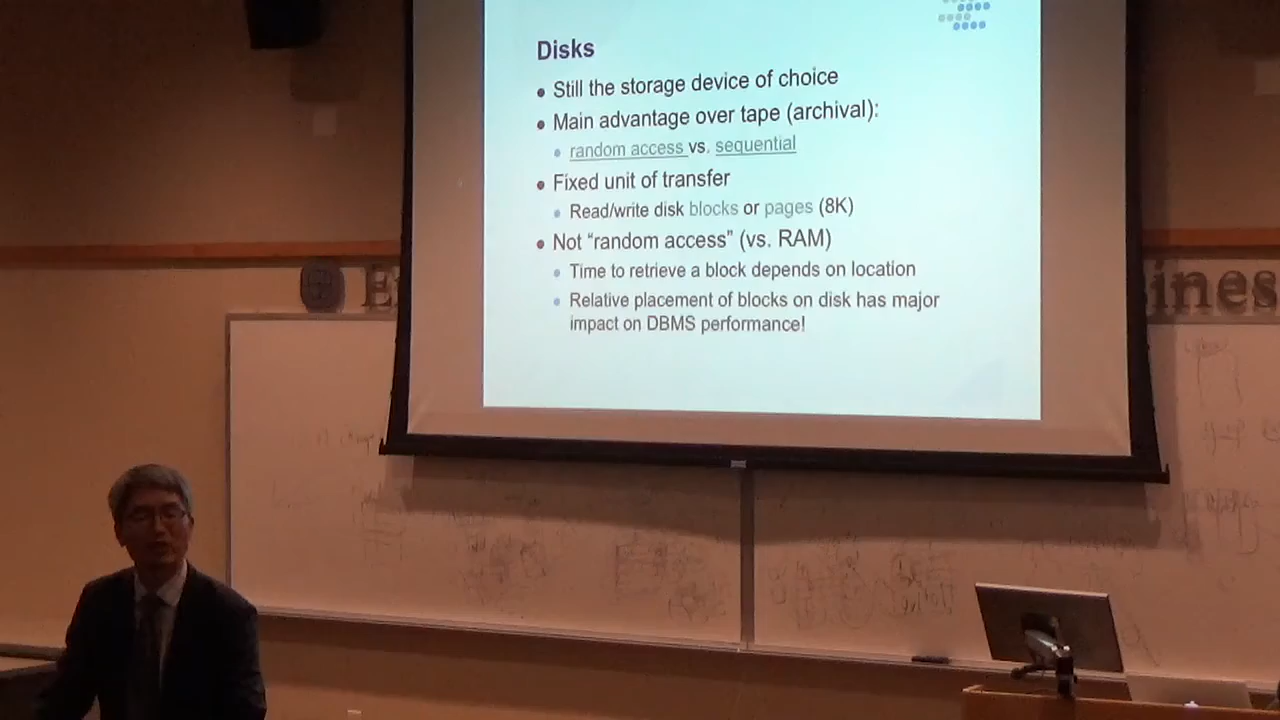 Disks
Still the storage device of choice
Main advantage over tape (archival):
random access vs. sequential
Fixed unit of transfer
Read/write disk blocks or pages (8K)
Not “random access” (vs. RAM)
Time to retrieve a block depends on location
Relative placement of blocks on disk has major
impact on DBMS performance!